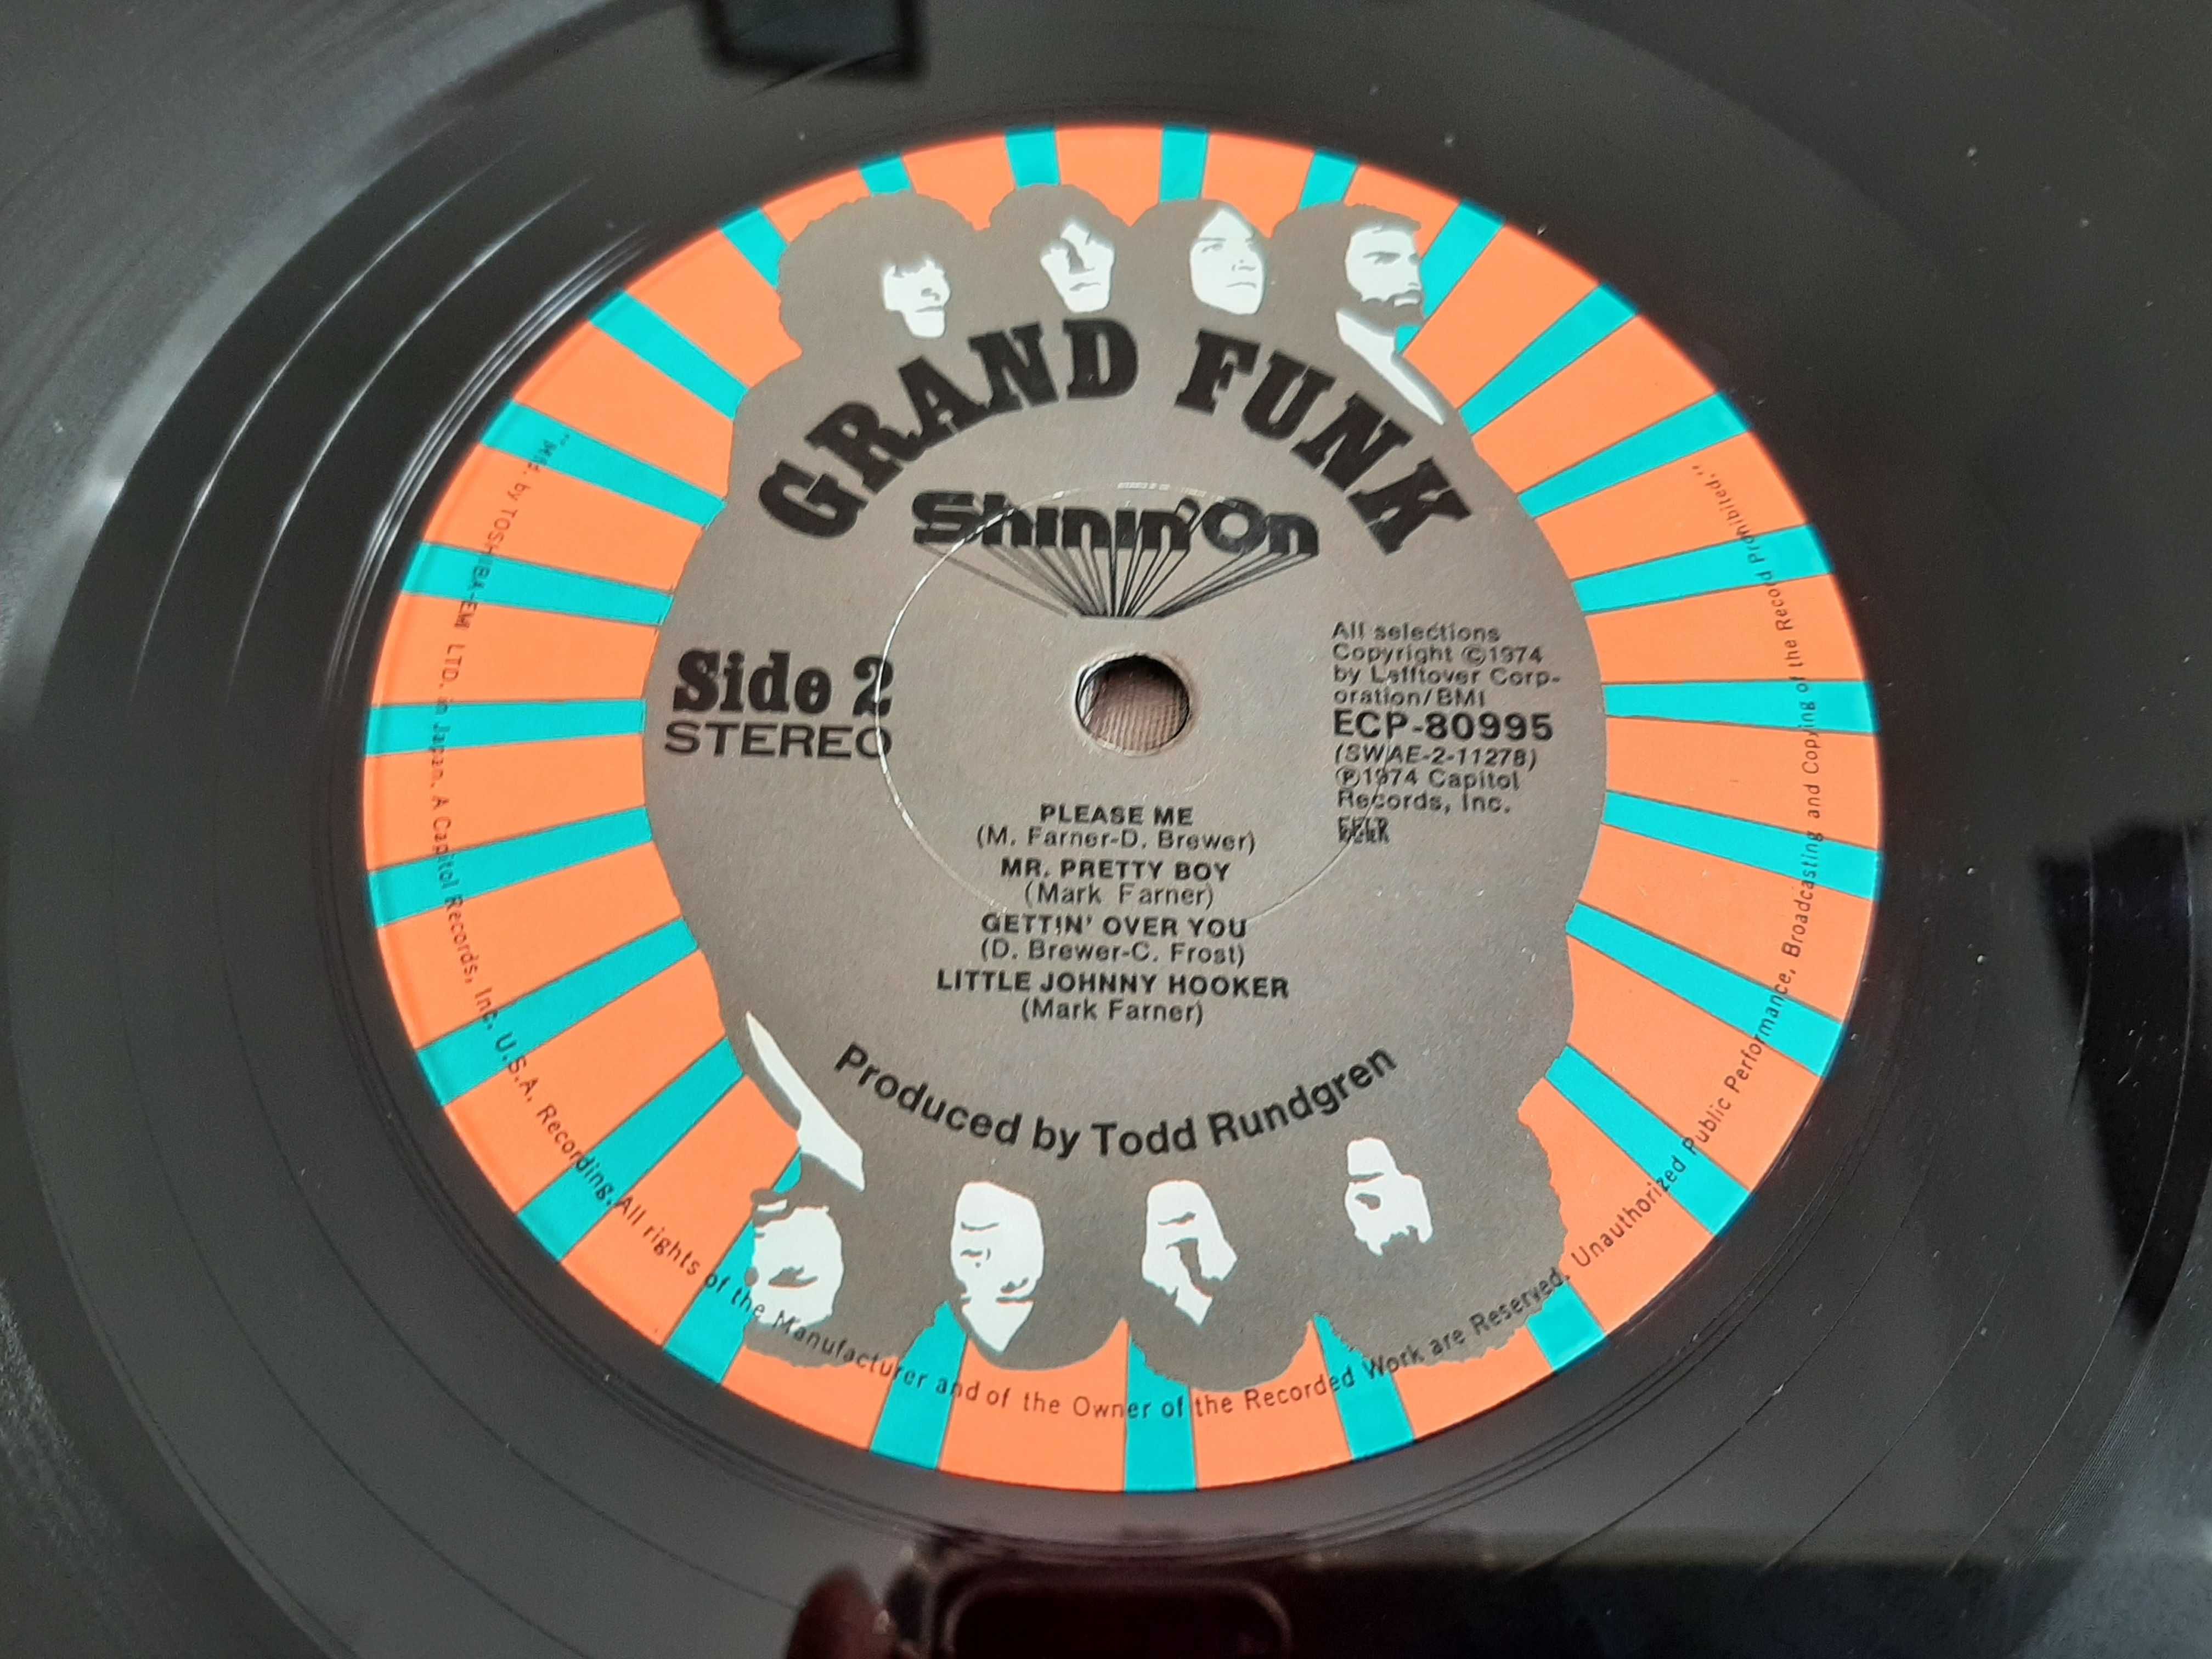 GRAND FUNK
Shinin' On
Side 2
STEREO
All selections
Copyright ©1974
by Lefftover Corp-
oration/BMI
ECP-80995
(SWAE-2-11278)
℗1974 Capitol
Records, Inc.
PLEASE ME
(M. Farner-D. Brewer)
MR. PRETTY BOY
(Mark Farner)
GETTIN' OVER YOU
(D. Brewer-C. Frost)
LITTLE JOHNNY HOOKER
(Mark Farner)
Produced by Todd Rundgren
"Mfd. by TOSHIBA-EMI LTD. in Japan. A Capitol Records, Inc. U.S.A. Recording. All rights of the Manufacturer and of the Owner of the Recorded Work are Reserved. Unauthorized Public Performance, Broadcasting and Copying of the Record Prohibited."